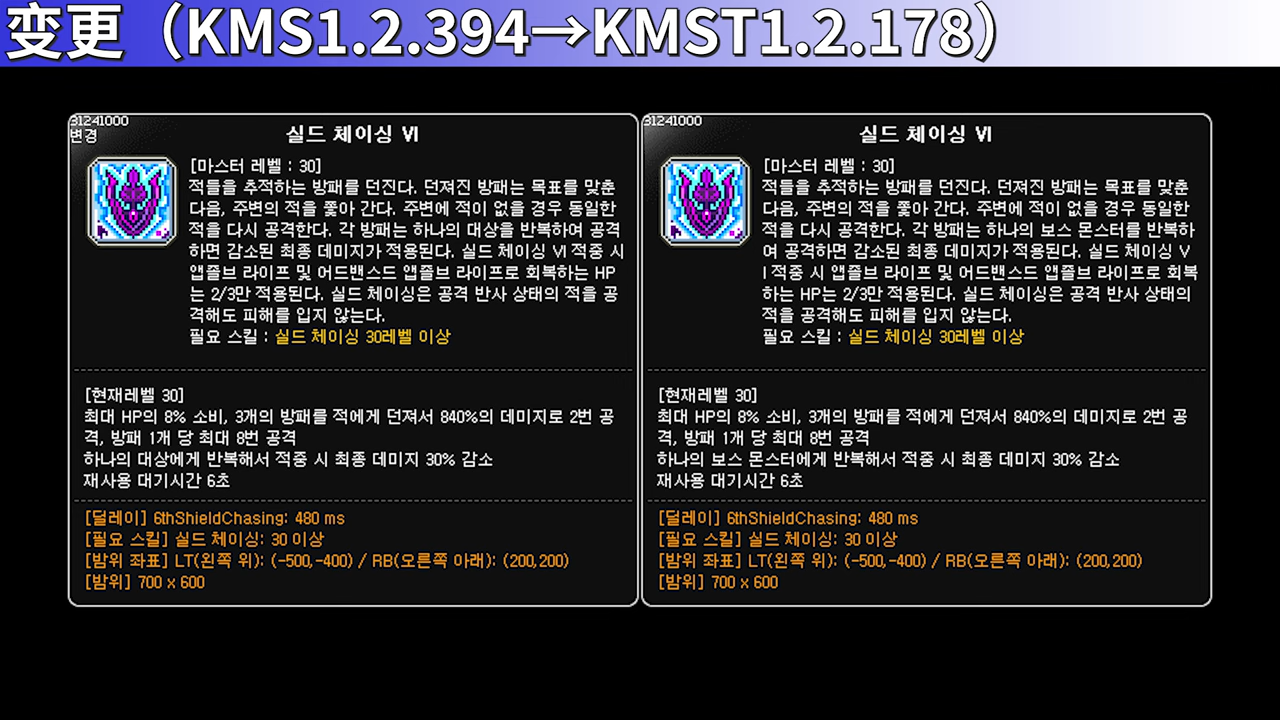 变更（KMS1.2.394→KMST1.2.178）
31241000
변경
실드 체이싱 VI
[마스터 레벨 : 30]
적들을 추적하는 방패를 던진다. 던져진 방패는 목표를 맞춘
다음, 주변의 적을 쫓아 간다. 주변에 적이 없을 경우 동일한
적을 다시 공격한다. 각 방패는 하나의 대상을 반복하여 공격
하면 감소된 최종 데미지가 적용된다. 실드 체이싱 VI 적중 시
앱졸브 라이프 및 어드밴스드 앱졸브 라이프로 회복하는 HP
는 2/3만 적용된다. 실드 체이싱은 공격 반사 상태의 적을 공
격해도 피해를 입지 않는다.
필요 스킬 : 실드 체이싱 30레벨 이상
[현재레벨 30]
최대 HP의 8% 소비, 3개의 방패를 적에게 던져서 840%의 데미지로 2번 공
격, 방패 1개 당 최대 8번 공격
하나의 대상에게 반복해서 적중 시 최종 데미지 30% 감소
재사용 대기시간 6초
[딜레이] 6thShieldChasing: 480 ms
[필요 스킬] 실드 체이싱: 30 이상
[범위 좌표] LT(왼쪽 위): (-500,-400) / RB(오른쪽 아래): (200,200)
[범위] 700 x 600
31241000
실드 체이싱 VI
[마스터 레벨 : 30]
적들을 추적하는 방패를 던진다. 던져진 방패는 목표를 맞춘
다음, 주변의 적을 쫓아 간다. 주변에 적이 없을 경우 동일한
적을 다시 공격한다. 각 방패는 하나의 보스 몬스터를 반복하
여 공격하면 감소된 최종 데미지가 적용된다. 실드 체이싱 V
I 적중 시 앱졸브 라이프 및 어드밴스드 앱졸브 라이프로 회복
하는 HP는 2/3만 적용된다. 실드 체이싱은 공격 반사 상태의
적을 공격해도 피해를 입지 않는다.
필요 스킬 : 실드 체이싱 30레벨 이상
[현재레벨 30]
최대 HP의 8% 소비, 3개의 방패를 적에게 던져서 840%의 데미지로 2번 공
격, 방패 1개 당 최대 8번 공격
하나의 보스 몬스터에게 반복해서 적중 시 최종 데미지 30% 감소
재사용 대기시간 6초
[딜레이] 6thShieldChasing: 480 ms
[필요 스킬] 실드 체이싱: 30 이상
[범위 좌표] LT(왼쪽 위): (-500,-400) / RB(오른쪽 아래): (200,200)
[범위] 700 x 600